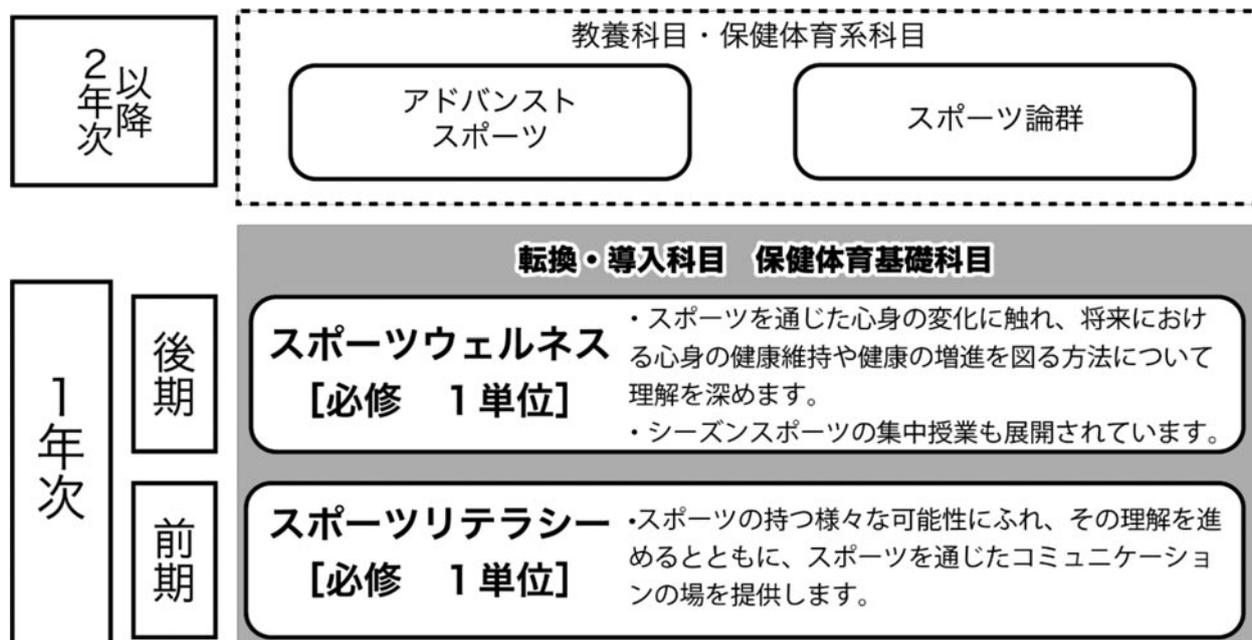 ２年次
以降
教養科目・保健体育系科目
アドバンスト
スポーツ
スポーツ論群
転換・導入科目　保健体育基礎科目
１年次
後期
スポーツウェルネス
［必修　１単位］
・スポーツを通じた心身の変化に触れ、将来におけ
る心身の健康維持や健康の増進を図る方法について
理解を深めます。
・シーズンスポーツの集中授業も展開されています。
前期
スポーツリテラシー
［必修　１単位］
・スポーツの持つ様々な可能性にふれ、その理解を進
めるとともに、スポーツを通じたコミュニケーショ
ンの場を提供します。